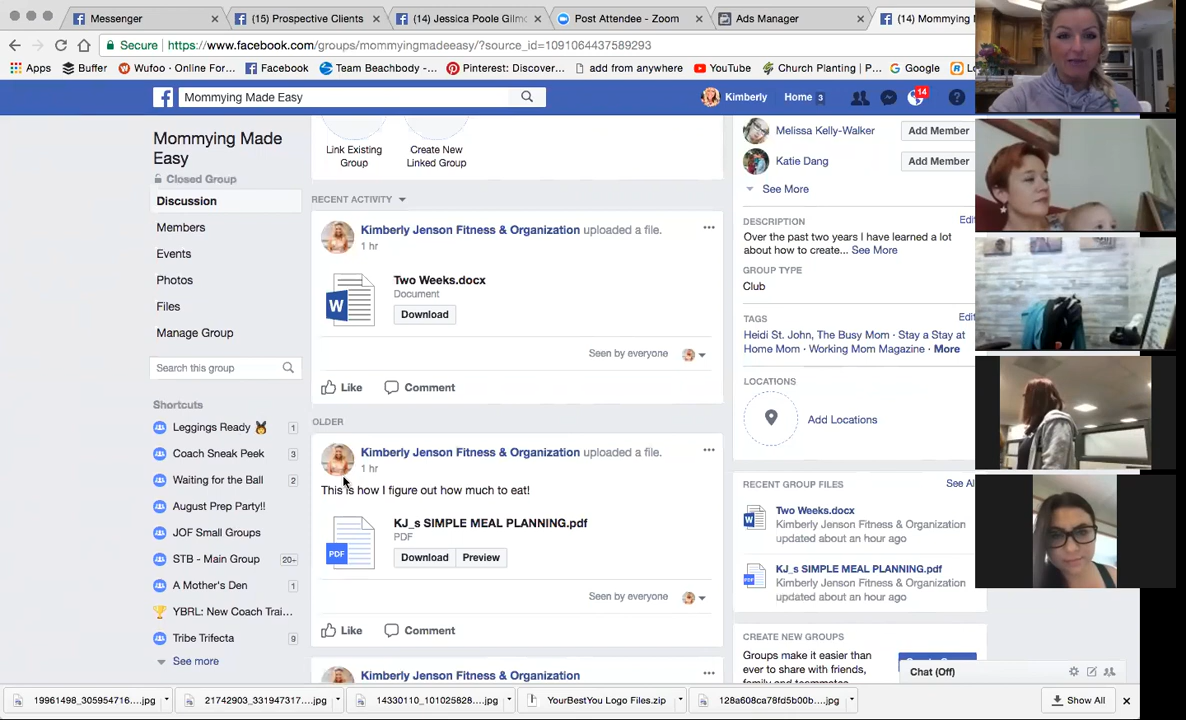 Messenger
(15) Prospective Clients
(14) Jessica Poole Gilmo
Post Attendee - Zoom
Ads Manager
(14) Mommying
Secure | https://www.facebook.com/groups/mommyingmadeeasy/?source_id=1091064437589293
Apps
Buffer
Wufoo - Online For...
Facebook
Team Beachbody -...
Pinterest: Discover...
add from anywhere
YouTube
Church Planting | P...
Google
Mommying Made Easy
Kimberly
Home 3
14
Mommying Made
Easy
Closed Group
Discussion
Members
Events
Photos
Files
Manage Group
Search this group
Shortcuts
Leggings Ready 1
Coach Sneak Peek 3
Waiting for the Ball 2
August Prep Party!!
JOF Small Groups
STB - Main Group 20+
A Mother's Den 1
YBRL: New Coach Trai...
Tribe Trifecta 9
See more
Link Existing
Group
Create New
Linked Group
RECENT ACTIVITY
Kimberly Jenson Fitness & Organization uploaded a file.
1 hr
Two Weeks.docx
Document
W
Download
Seen by everyone
Like
Comment
OLDER
Kimberly Jenson Fitness & Organization uploaded a file.
1 hr
This is how I figure out how much to eat!
KJ_s SIMPLE MEAL PLANNING.pdf
PDF
PDF
Download
Preview
Seen by everyone
Like
Comment
Kimberly Jenson Fitness & Organization
Melissa Kelly-Walker
Add Member
Katie Dang
Add Member
See More
DESCRIPTION
Over the past two years I have learned a lot
about how to create... See More
GROUP TYPE
Club
TAGS
Heidi St. John, The Busy Mom · Stay a Stay at
Home Mom · Working Mom Magazine · More
LOCATIONS
Add Locations
RECENT GROUP FILES
Two Weeks.docx
Kimberly Jenson Fitness & Organization
updated about an hour ago
KJ_s SIMPLE MEAL PLANNING.pdf
Kimberly Jenson Fitness & Organization
updated about an hour ago
CREATE NEW GROUPS
Groups make it easier than
ever to share with friends,
Chat (Off)
19961498_305954716...jpg
21742903_331947317...jpg
14330110_101025828...jpg
YourBestYou Logo Files.zip
128a608ca78fd5b00b....jpg
Show All